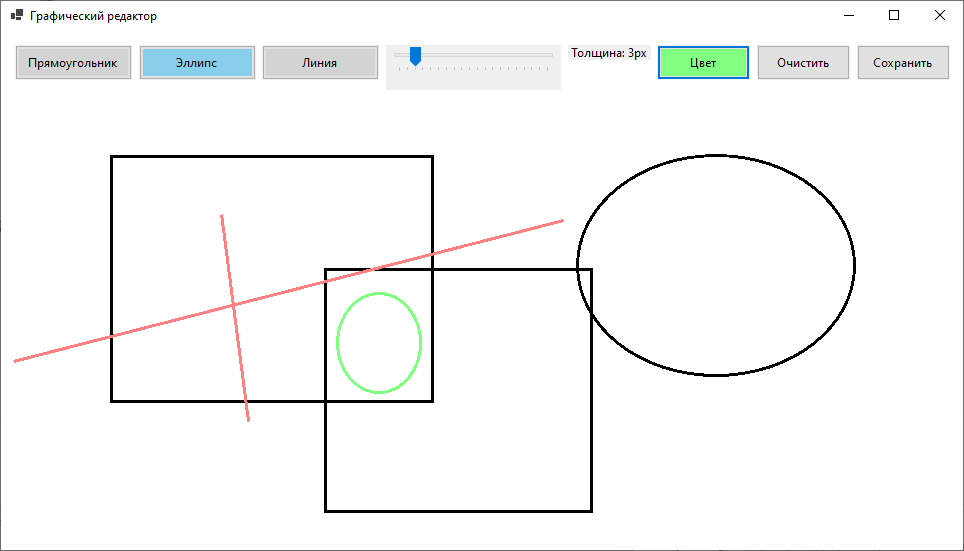 Графический редактор
Прямоугольник
Эллипс
Линия
Толщина: 3px
Цвет
Очистить
Сохранить